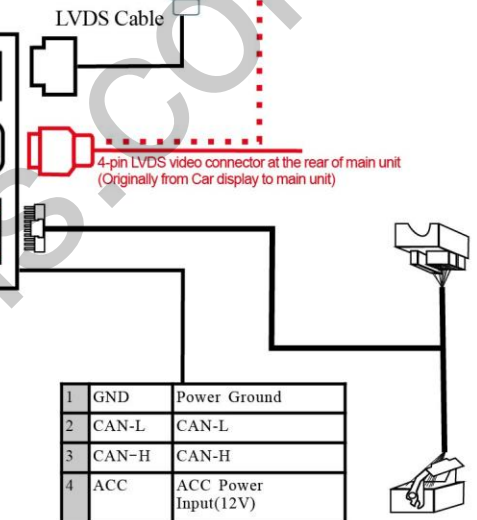 LVDS Cable
4-pin LVDS video connector at the rear of main unit
(Originally from Car display to main unit)
1 GND Power Ground
2 CAN-L CAN-L
3 CAN-H CAN-H
4 ACC ACC Power
Input(12V)